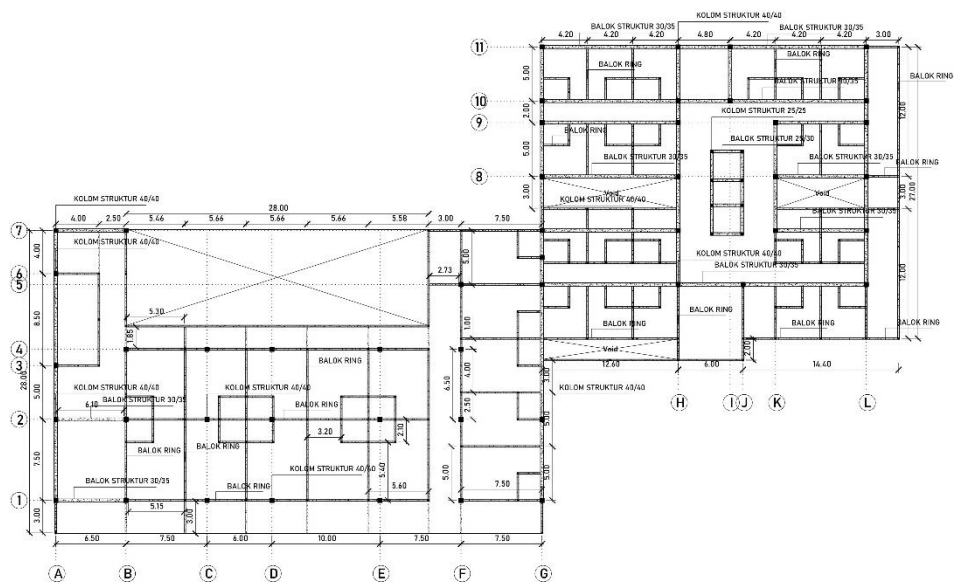 KOLOM STRUKTUR 40/40
BALOK STRUKTUR 30/35
BALOK STRUKTUR 30/35
4.20 4.20 4.20 4.80 4.20 4.20 4.20 3.00
11
BALOK RING
BALOK RING
BALOK RING
5.00
BALOK STRUKTUR 30/35
12.00
10
KOLOM STRUKTUR 25/25
2.00
9
BALOK RING
BALOK STRUKTUR 25/30
5.00
BALOK STRUKTUR 30/35
BALOK STRUKTUR 30/35
BALOK RING
8
3.00
Void
Void
3.00
27.00
KOLOM STRUKTUR 40/40
28.00
KOLOM STRUKTUR 40/40
4.00 2.50 5.46 5.66 5.66 5.66 5.58 3.00 7.50
BALOK STRUKTUR 30/35
7
KOLOM STRUKTUR 40/40
4.00
5.00
KOLOM STRUKTUR 40/40
BALOK STRUKTUR 30/35
6
2.73
5
12.00
5.30
8.50
1.85
1.00
BALOK RING
BALOK RING
BALOK RING
BALOK RING
4
BALOK RING
Void
2.00
3
28.00
12.60 6.00 14.40
3.00
4.00
6.50
KOLOM STRUKTUR 40/40
KOLOM STRUKTUR 40/40
KOLOM STRUKTUR 40/40
H I J K L
5.00
6.10
BALOK STRUKTUR 30/35
BALOK RING
2.50
5.00
2
3.20
2.10
BALOK RING
BALOK RING
7.50
5.40
5.00
5.00
KOLOM STRUKTUR 40/40
BALOK STRUKTUR 30/35
BALOK RING
5.60
7.50
1
5.15
3.00
3.00
6.50 7.50 6.00 10.00 7.50 7.50
A B C D E F G